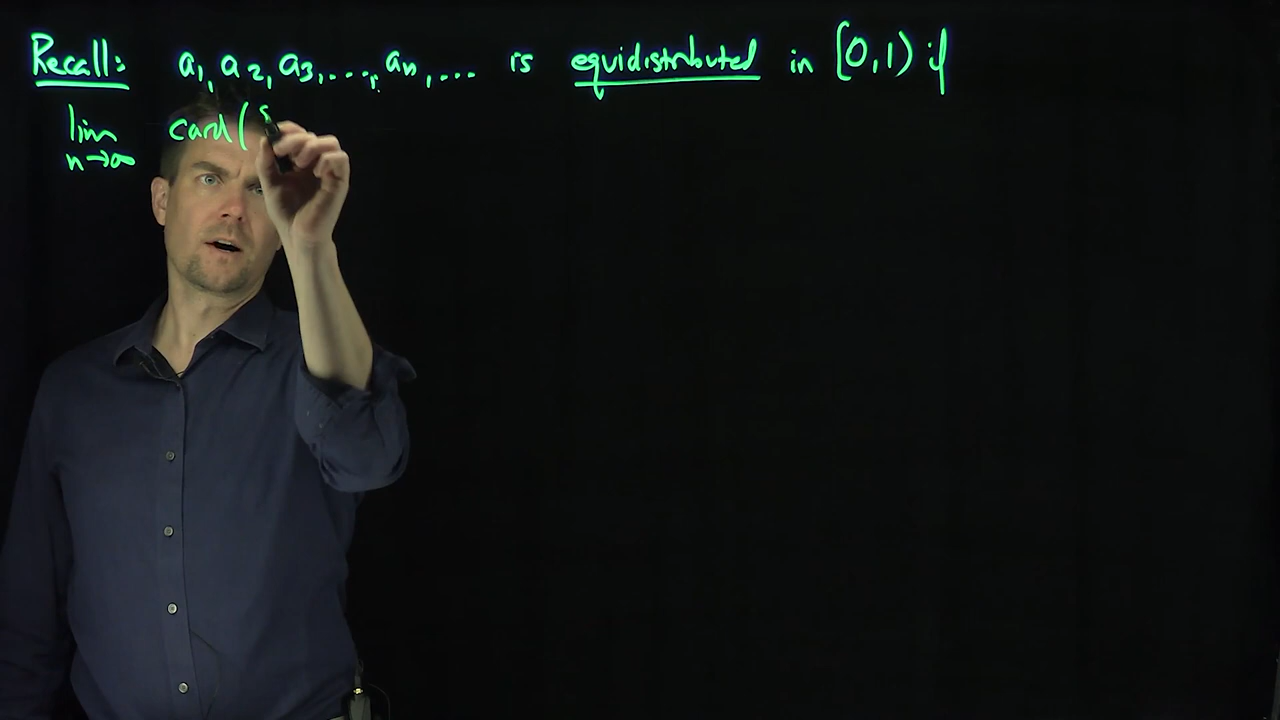 Recall: a₁, a₂, a₃, ..., aₙ, ... is equidistributed in [0,1) if
lim n→∞ card( {